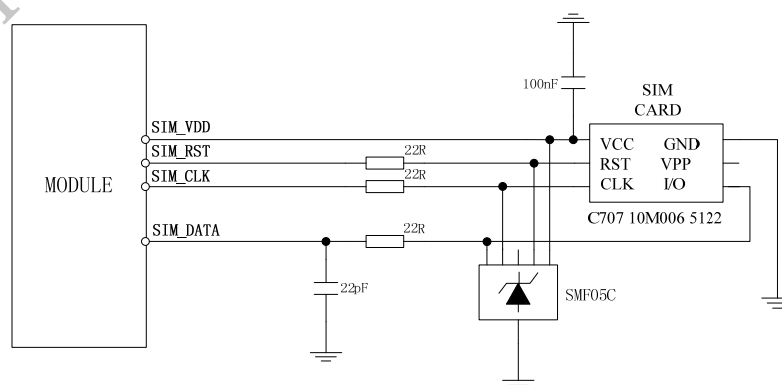 100nF
SIM
CARD
SIM_VDD
SIM_RST
SIM_CLK
SIM_DATA
MODULE
22R
22R
22R
VCC GND
RST VPP
CLK I/O
C707 10M006 5122
22pF
SMF05C